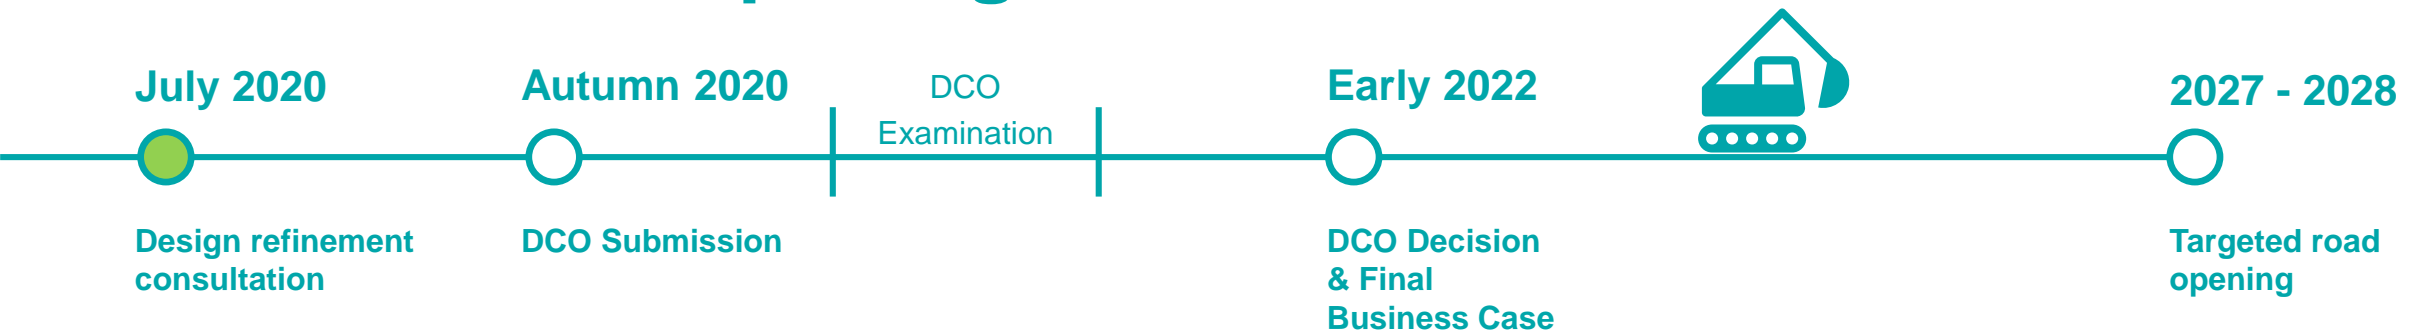 July 2020
Autumn 2020
DCO
Examination
Early 2022
2027 - 2028
Design refinement
consultation
DCO Submission
DCO Decision
& Final
Business Case
Targeted road
opening